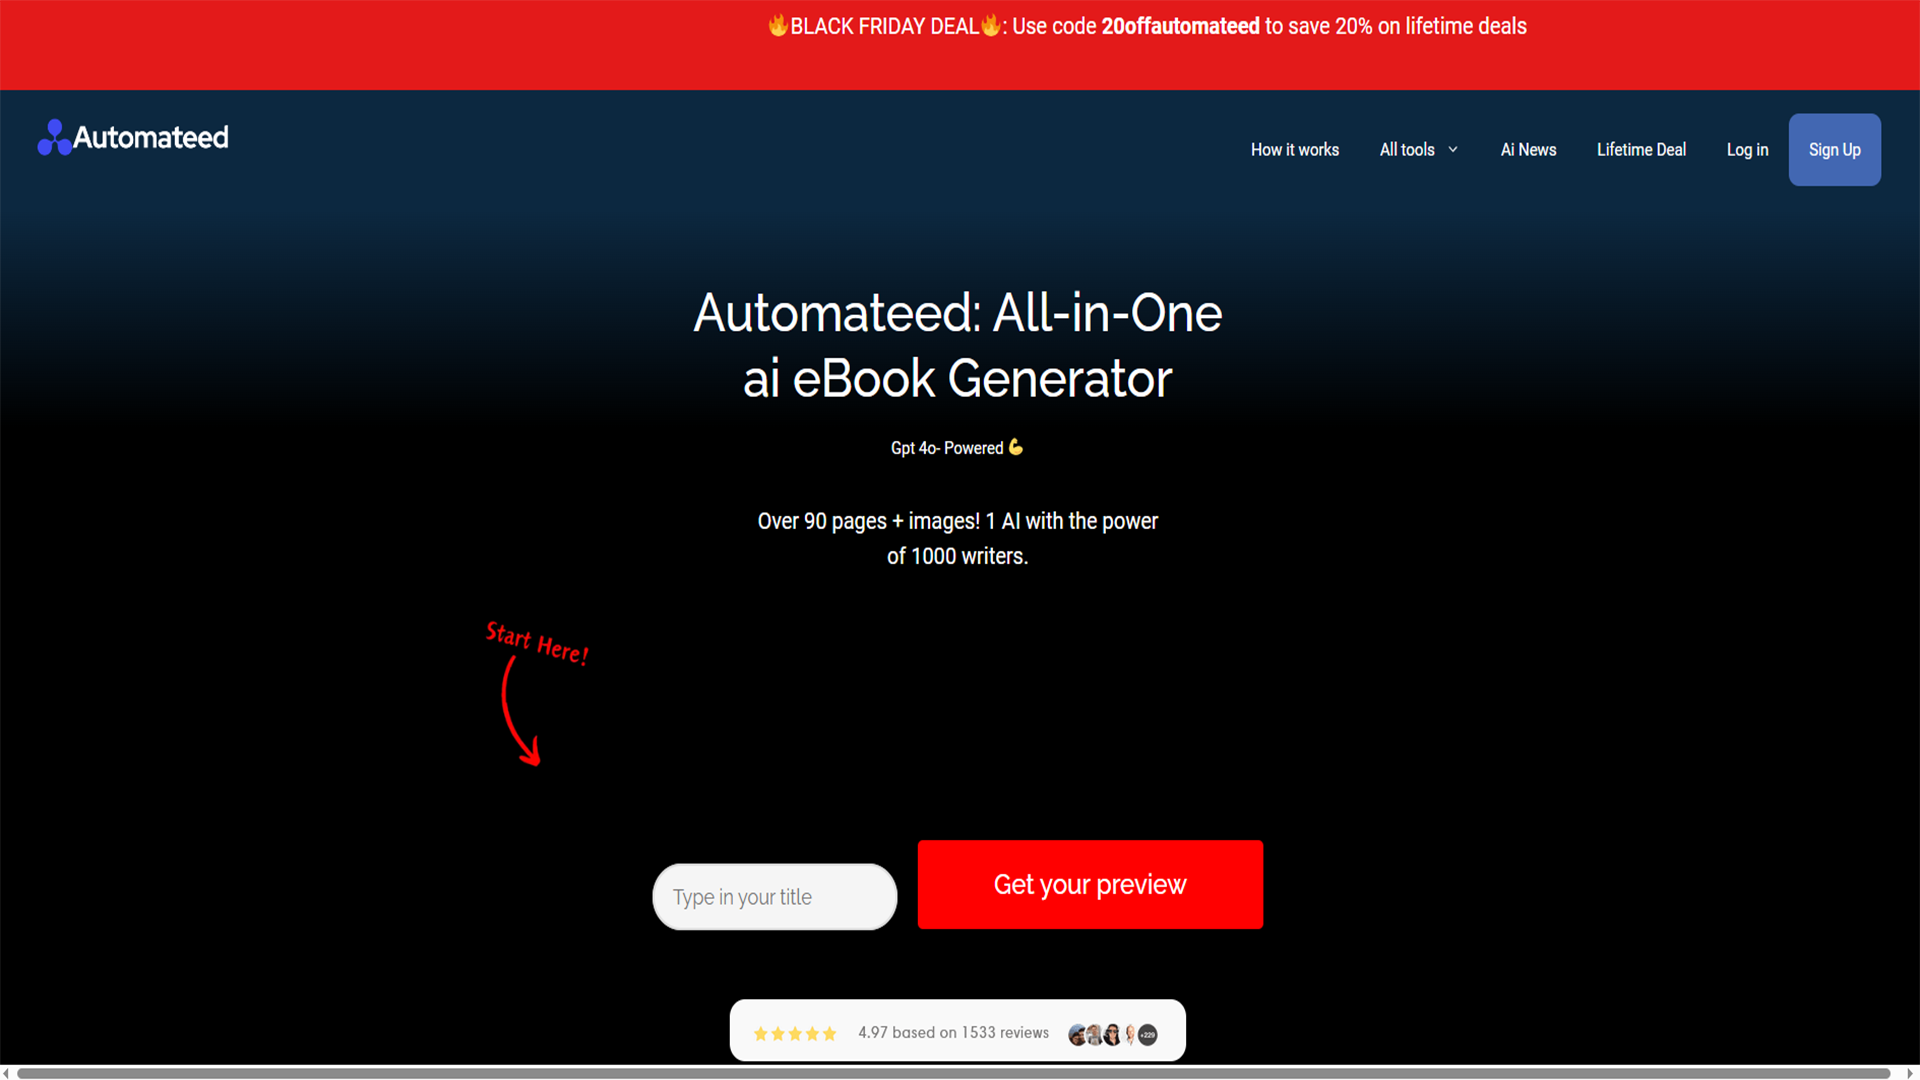 🔥BLACK FRIDAY DEAL🔥: Use code 20offautomateed to save 20% on lifetime deals
Automateed
How it works
All tools
Ai News
Lifetime Deal
Log in
Sign Up
Automateed: All-in-One
ai eBook Generator
Gpt 4o- Powered 💪
Over 90 pages + images! 1 AI with the power
of 1000 writers.
Start Here!
Type in your title
Get your preview
4.97 based on 1533 reviews
+229